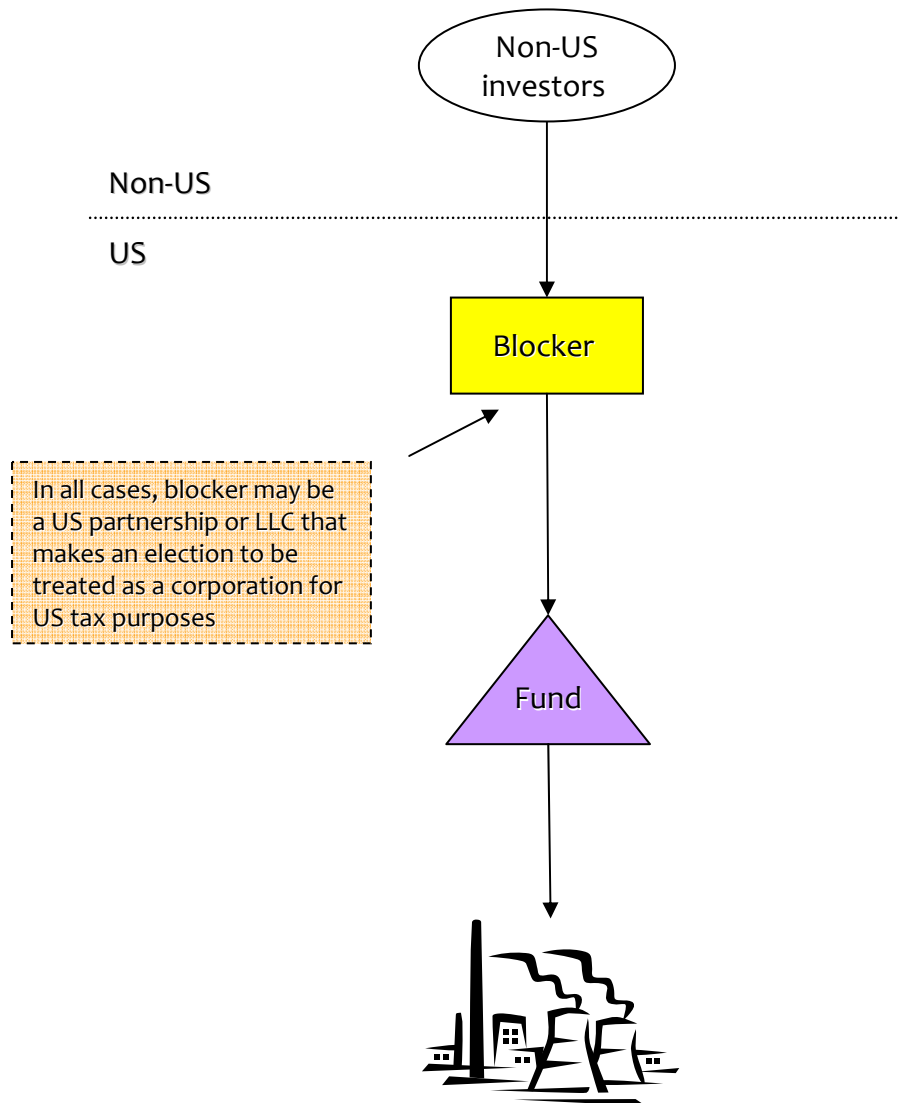 Non-US
investors
Non-US
US
Blocker
In all cases, blocker may be
a US partnership or LLC that
makes an election to be
treated as a corporation for
US tax purposes
Fund